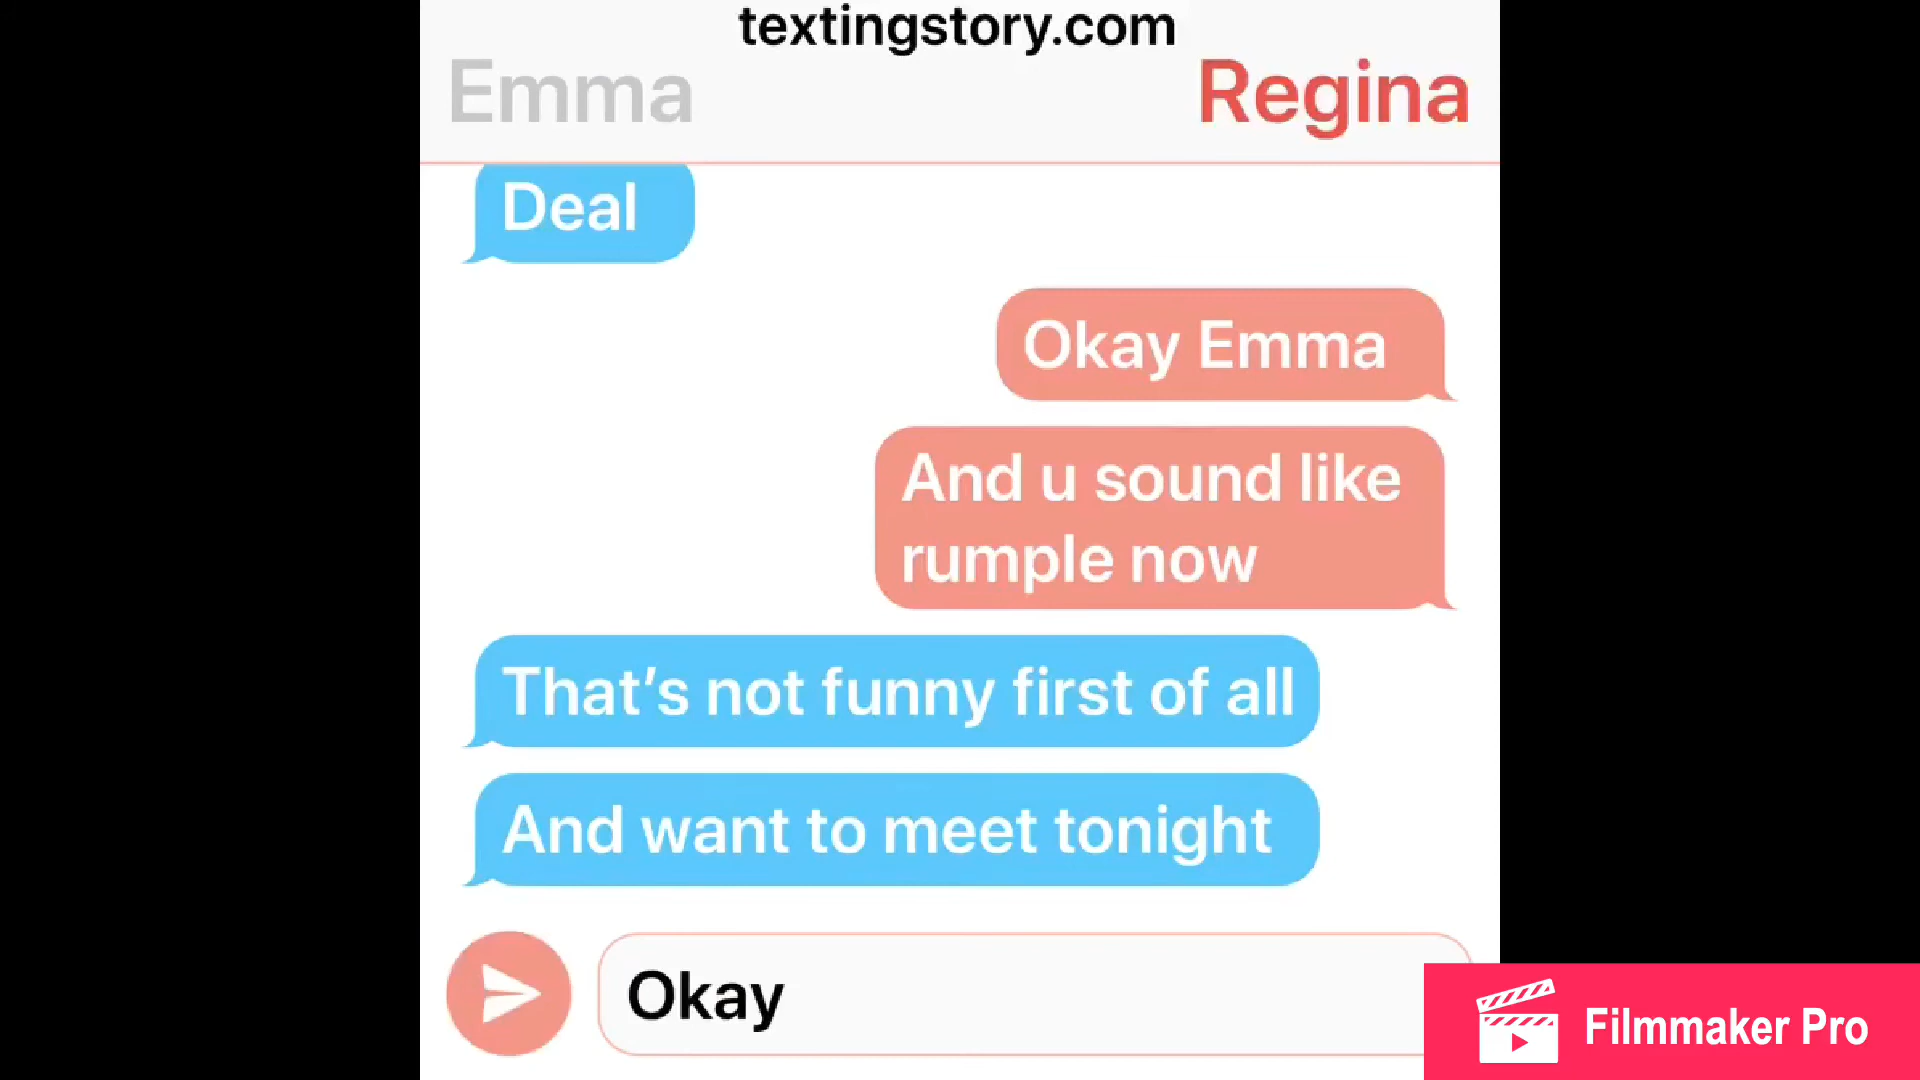 textingstory.com
Emma
Regina
Deal
Okay Emma
And u sound like
rumple now
That’s not funny first of all
And want to meet tonight
Okay
Filmmaker Pro